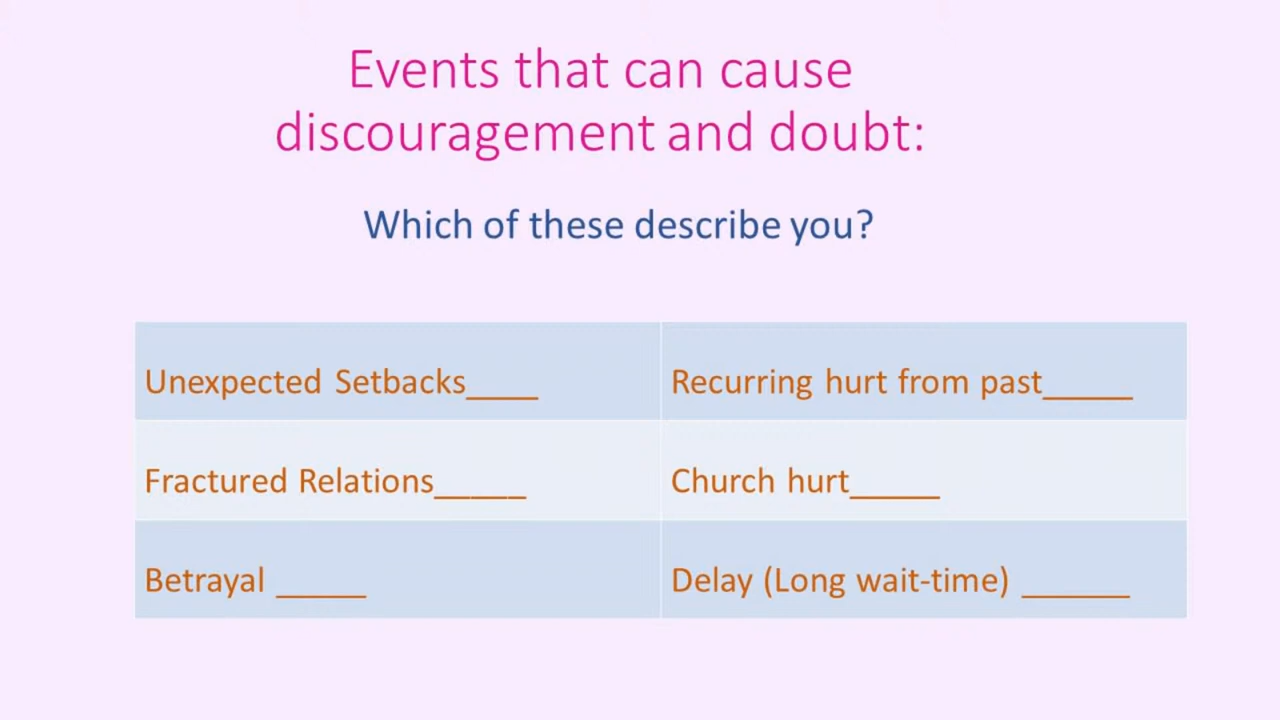 Events that can cause
discouragement and doubt:
Which of these describe you?
Unexpected Setbacks____
Recurring hurt from past_____
Fractured Relations_____
Church hurt_____
Betrayal _____
Delay (Long wait-time) ______